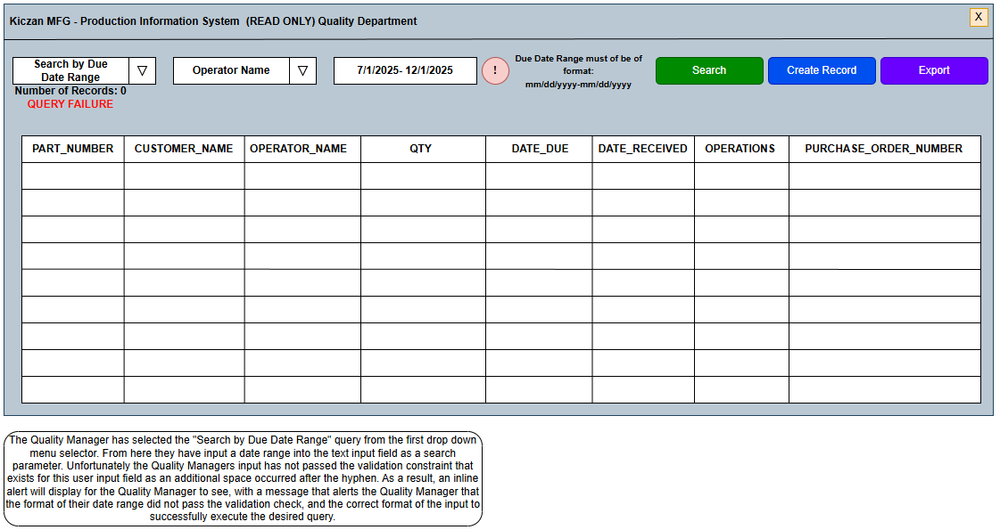 Kiczan MFG - Production Information System (READ ONLY) Quality Department
X
Search by Due
Date Range
▽
Operator Name
▽
7/1/2025- 12/1/2025
!
Due Date Range must of be of
format:
mm/dd/yyyy-mm/dd/yyyy
Search
Create Record
Export
Number of Records: 0
QUERY FAILURE
PART_NUMBER CUSTOMER_NAME OPERATOR_NAME QTY DATE_DUE DATE_RECEIVED OPERATIONS PURCHASE_ORDER_NUMBER
The Quality Manager has selected the "Search by Due Date Range" query from the first drop down
menu selector. From here they have input a date range into the text input field as a search
parameter. Unfortunately the Quality Managers input has not passed the validation constraint that
exists for this user input field as an additional space occurred after the hyphen. As a result, an inline
alert will display for the Quality Manager to see, with a message that alerts the Quality Manager that
the format of their date range did not pass the validation check, and the correct format of the input to
successfully execute the desired query.